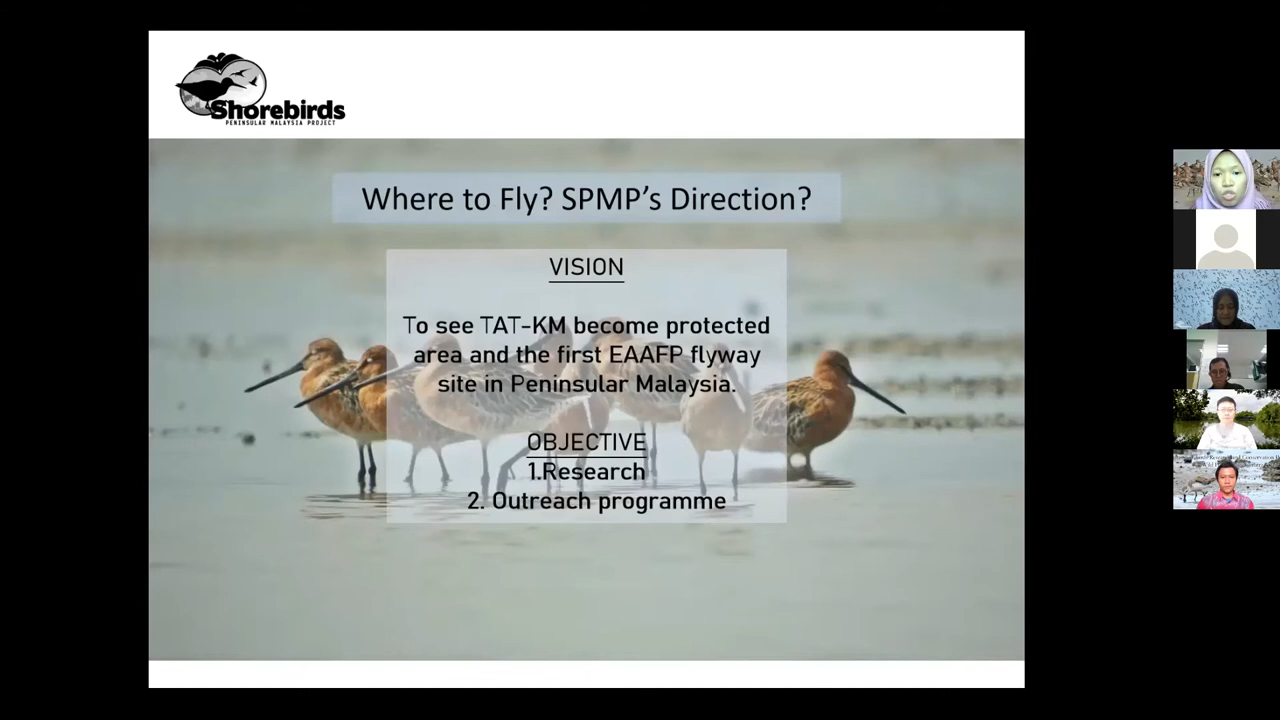 Shorebirds
PENINSULAR MALAYSIA PROJECT
Where to Fly? SPMP's Direction?
VISION
To see TAT-KM become protected
area and the first EAAFP flyway
site in Peninsular Malaysia.
OBJECTIVE
1.Research
2. Outreach programme